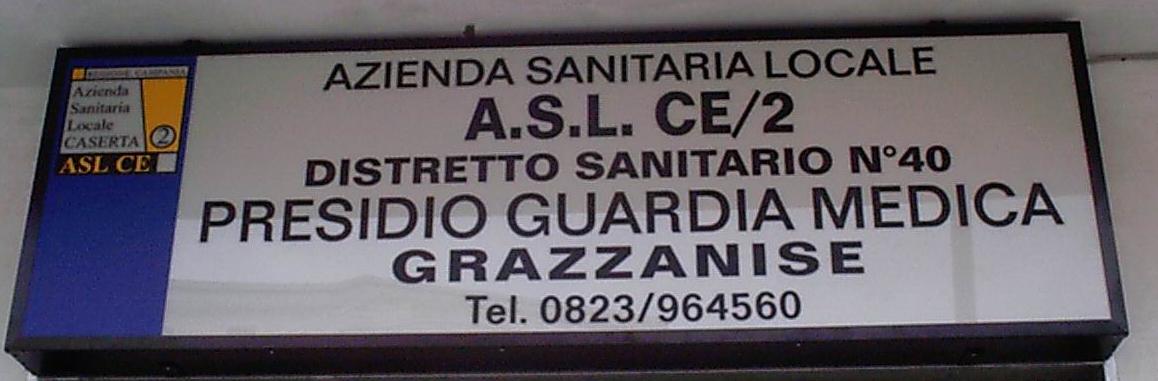 REGIONE CAMPANIA
Azienda
Sanitaria
Locale
CASERTA 2
ASL CE
AZIENDA SANITARIA LOCALE
A.S.L. CE/2
DISTRETTO SANITARIO N°40
PRESIDIO GUARDIA MEDICA
GRAZZANISE
Tel. 0823/964560